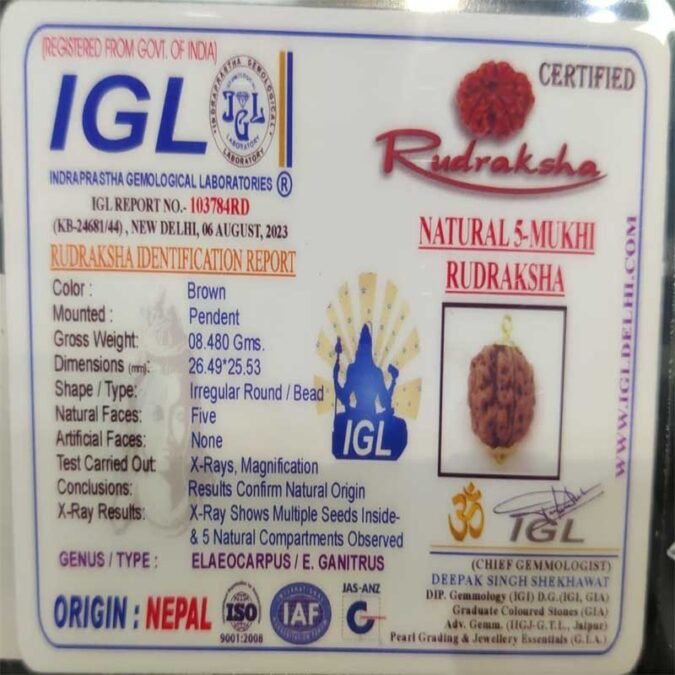 [REGISTERED FROM GOVT. OF INDIA]
IGL
INDRAPRASTHA GEMOLOGICAL
IGL
LABORATORY
INDRAPRASTHA GEMOLOGICAL LABORATORIES ®
IGL REPORT NO.- 103784RD
(KB-24681/44) , NEW DELHI, 06 AUGUST, 2023
RUDRAKSHA IDENTIFICATION REPORT
Color : Brown
Mounted : Pendent
Gross Weight: 08.480 Gms.
Dimensions (mm): 26.49*25.53
Shape / Type: Irregular Round / Bead
Natural Faces: Five
Artificial Faces: None
Test Carried Out: X-Rays, Magnification
Conclusions: Results Confirm Natural Origin
X-Ray Results: X-Ray Shows Multiple Seeds Inside-
& 5 Natural Compartments Observed
GENUS / TYPE : ELAEOCARPUS / E. GANITRUS
ORIGIN : NEPAL
ISO
9001:2008
IAF
JAS-ANZ
IGL
CERTIFIED
Rudraksha
NATURAL 5-MUKHI
RUDRAKSHA
WWW.IGLDELHI.COM
ॐ IGL
(CHIEF GEMMOLOGIST)
DEEPAK SINGH SHEKHAWAT
DIP. Gemmology (IGI) D.G.(IGI, GIA)
Graduate Coloured Stones (GIA)
Adv. Gemm. (IIGJ-G.T.L., Jaipur)
Pearl Grading & Jewellery Essentials (G.I.A.)